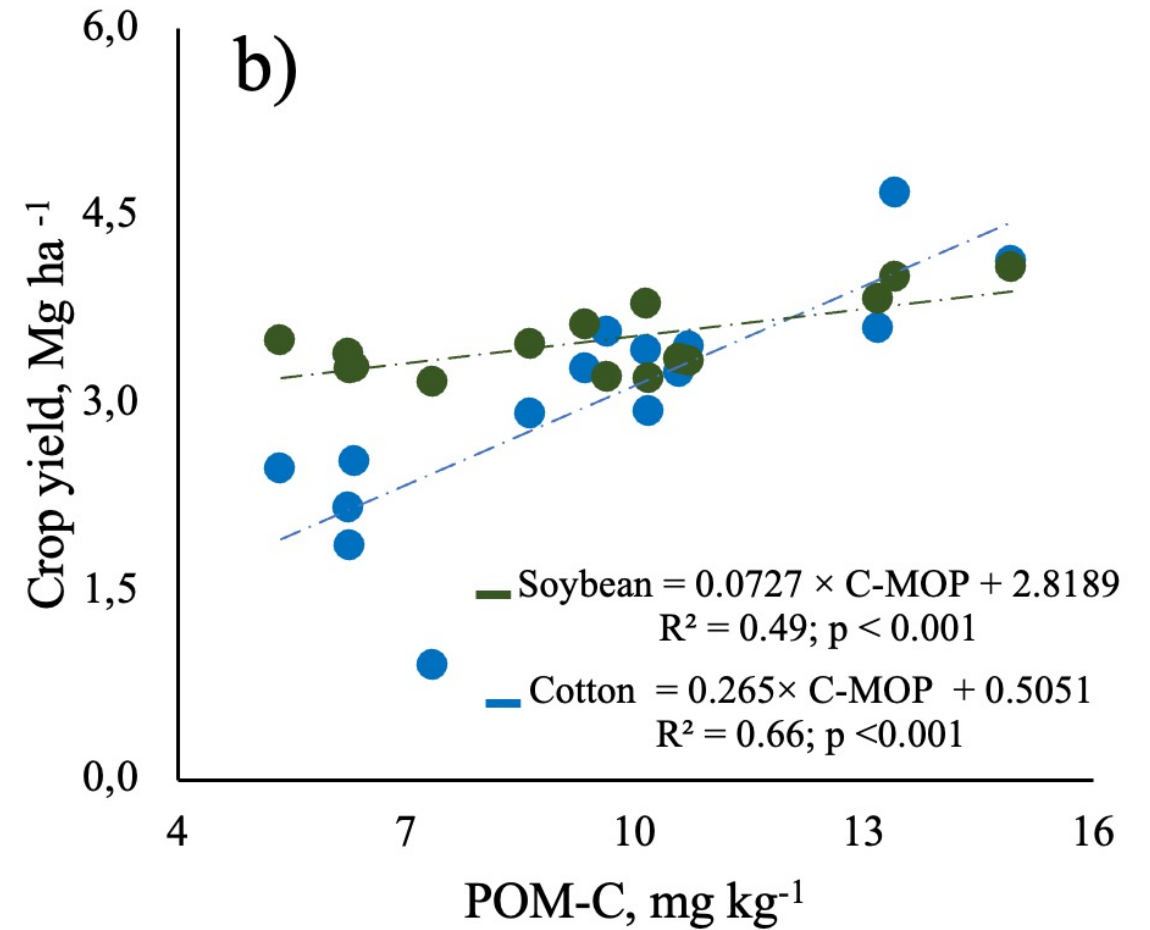 b)
6,0
4,5
3,0
1,5
0,0
Crop yield, Mg ha -1
Soybean = 0.0727 × C-MOP + 2.8189
R² = 0.49; p < 0.001
Cotton = 0.265× C-MOP + 0.5051
R² = 0.66; p <0.001
4 7 10 13 16
POM-C, mg kg-1